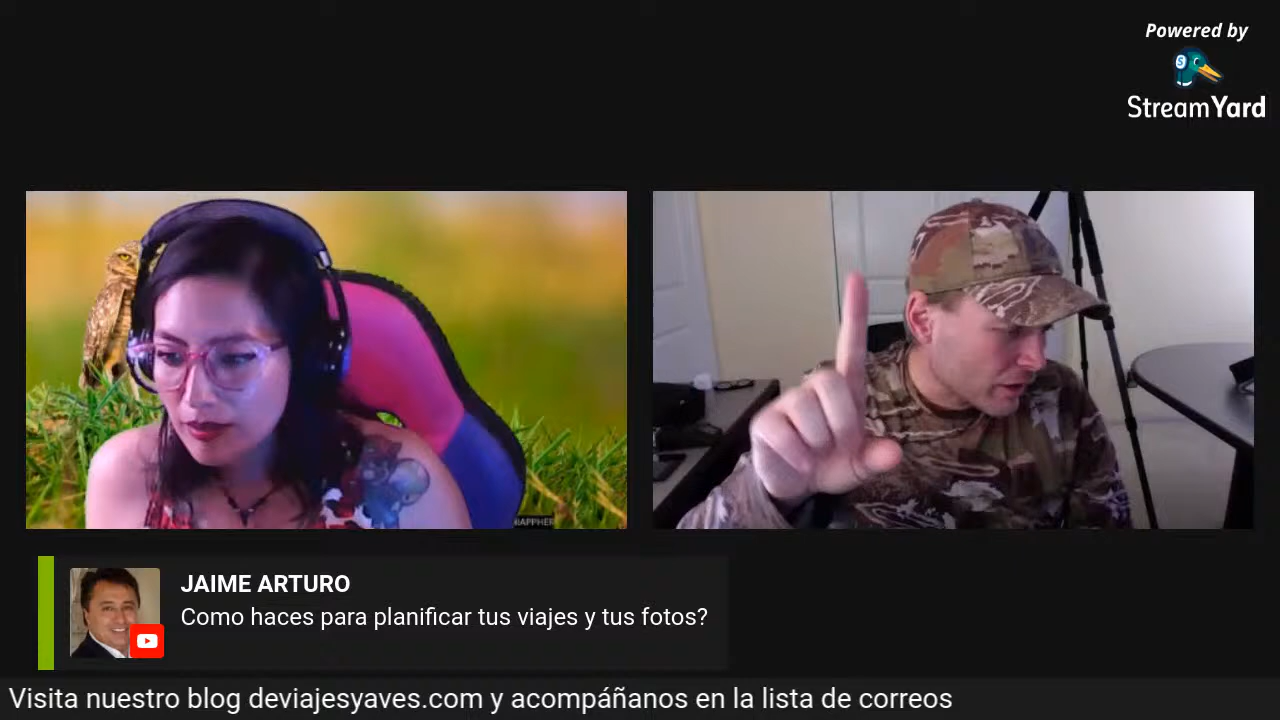 Powered by
StreamYard
JAIME ARTURO
Como haces para planificar tus viajes y tus fotos?
Visita nuestro blog deviajesyaves.com y acompáñanos en la lista de correos